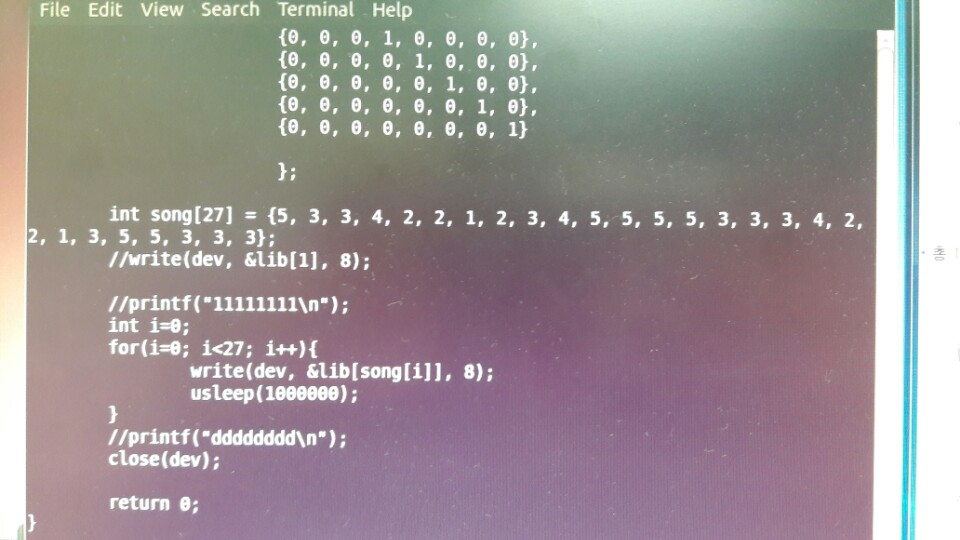 File Edit View Search Terminal Help
{0, 0, 0, 1, 0, 0, 0, 0},
{0, 0, 0, 0, 1, 0, 0, 0},
{0, 0, 0, 0, 0, 1, 0, 0},
{0, 0, 0, 0, 0, 0, 1, 0},
{0, 0, 0, 0, 0, 0, 0, 1}
};
int song[27] = {5, 3, 3, 4, 2, 2, 1, 2, 3, 4, 5, 5, 5, 5, 3, 3, 3, 4, 2,
2, 1, 3, 5, 5, 3, 3, 3};
//write(dev, &lib[1], 8);
//printf("11111111\n");
int i=0;
for(i=0; i<27; i++){
write(dev, &lib[song[i]], 8);
usleep(1000000);
}
//printf("dddddddd\n");
close(dev);
return 0;
}
총